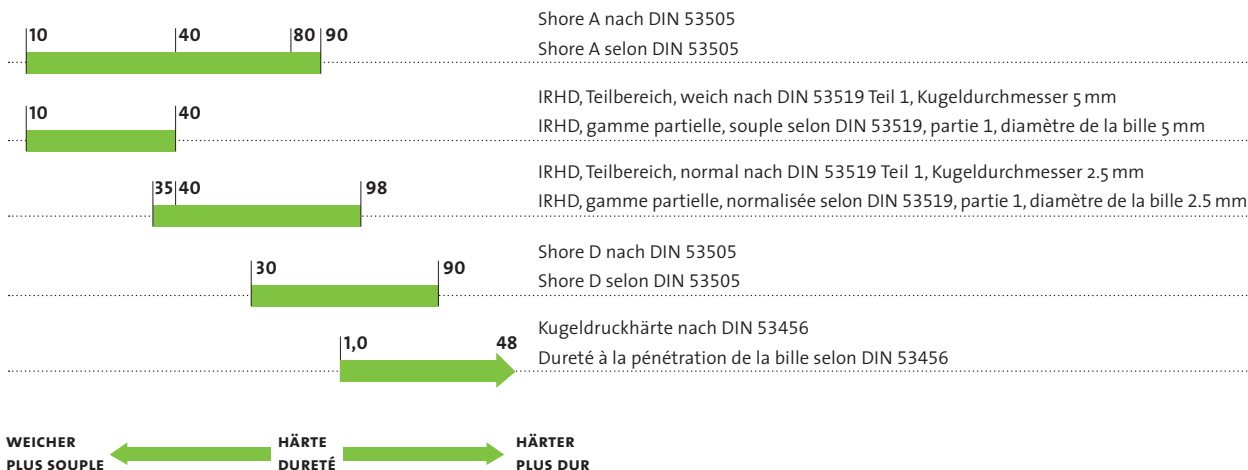 Shore A nach DIN 53505
10 40 80 90
Shore A selon DIN 53505
IRHD, Teilbereich, weich nach DIN 53519 Teil 1, Kugeldurchmesser 5 mm
10 40
IRHD, gamme partielle, souple selon DIN 53519, partie 1, diamètre de la bille 5 mm
IRHD, Teilbereich, normal nach DIN 53519 Teil 1, Kugeldurchmesser 2.5 mm
35 40 98
IRHD, gamme partielle, normalisée selon DIN 53519, partie 1, diamètre de la bille 2.5 mm
Shore D nach DIN 53505
30 90
Shore D selon DIN 53505
Kugeldruckhärte nach DIN 53456
1,0 48
Dureté à la pénétration de la bille selon DIN 53456
WEICHER HÄRTE HÄRTER
PLUS SOUPLE DURETÉ PLUS DUR